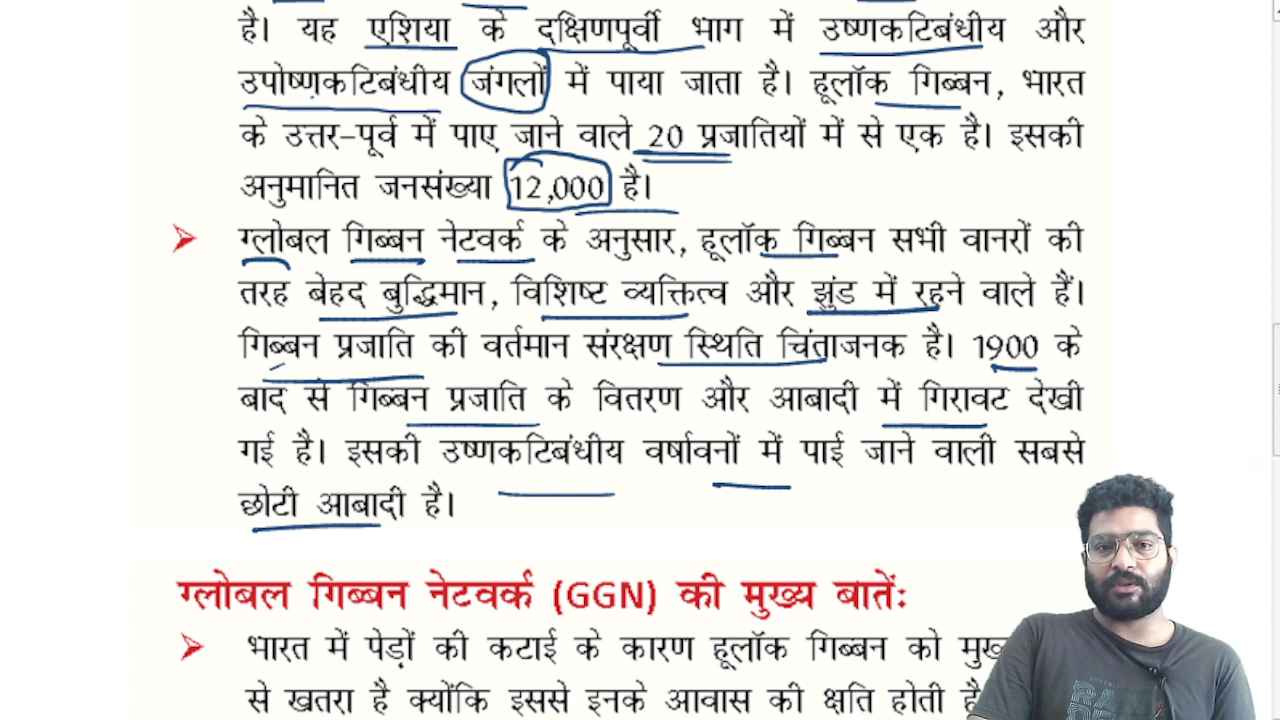 है। यह एशिया के दक्षिणपूर्वी भाग में उष्णकटिबंधीय और
उपोष्णकटिबंधीय जंगलों में पाया जाता है। हूलॉक गिब्बन, भारत
के उत्तर-पूर्व में पाए जाने वाले 20 प्रजातियों में से एक है। इसकी
अनुमानित जनसंख्या 12,000 है।
ग्लोबल गिब्बन नेटवर्क के अनुसार, हूलॉक गिब्बन सभी वानरों की
तरह बेहद बुद्धिमान, विशिष्ट व्यक्तित्व और झुंड में रहने वाले हैं।
गिब्बन प्रजाति की वर्तमान संरक्षण स्थिति चिंताजनक है। 1900 के
बाद से गिब्बन प्रजाति के वितरण और आबादी में गिरावट देखी
गई है। इसकी उष्णकटिबंधीय वर्षावनों में पाई जाने वाली सबसे
छोटी आबादी है।
ग्लोबल गिब्बन नेटवर्क (GGN) की मुख्य बातें:
भारत में पेड़ों की कटाई के कारण हूलॉक गिब्बन को
से खतरा है क्योंकि इससे इनके आवास की क्षति होती